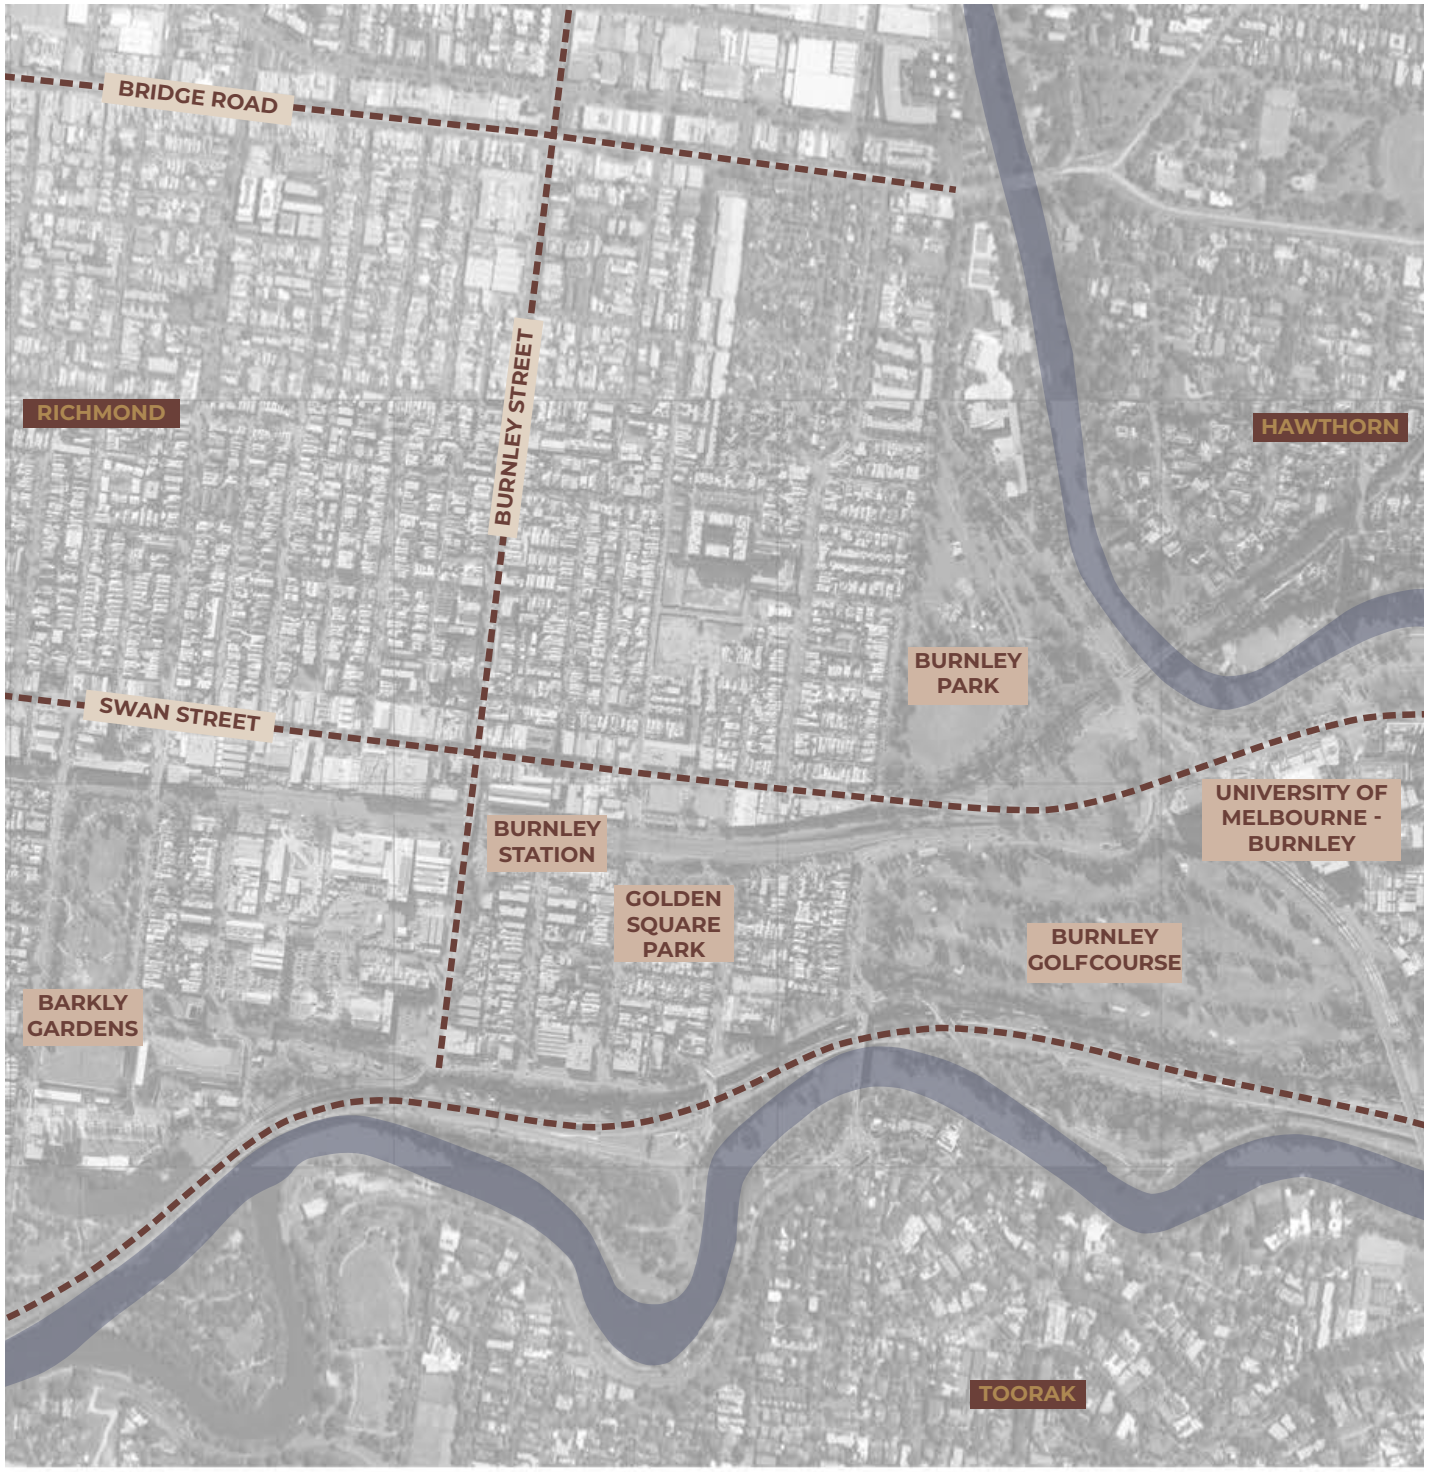 BRIDGE ROAD
BURNLEY STREET
RICHMOND
HAWTHORN
BURNLEY
PARK
SWAN STREET
UNIVERSITY OF
MELBOURNE -
BURNLEY
BURNLEY
STATION
GOLDEN
SQUARE
PARK
BURNLEY
GOLFCOURSE
BARKLY
GARDENS
TOORAK